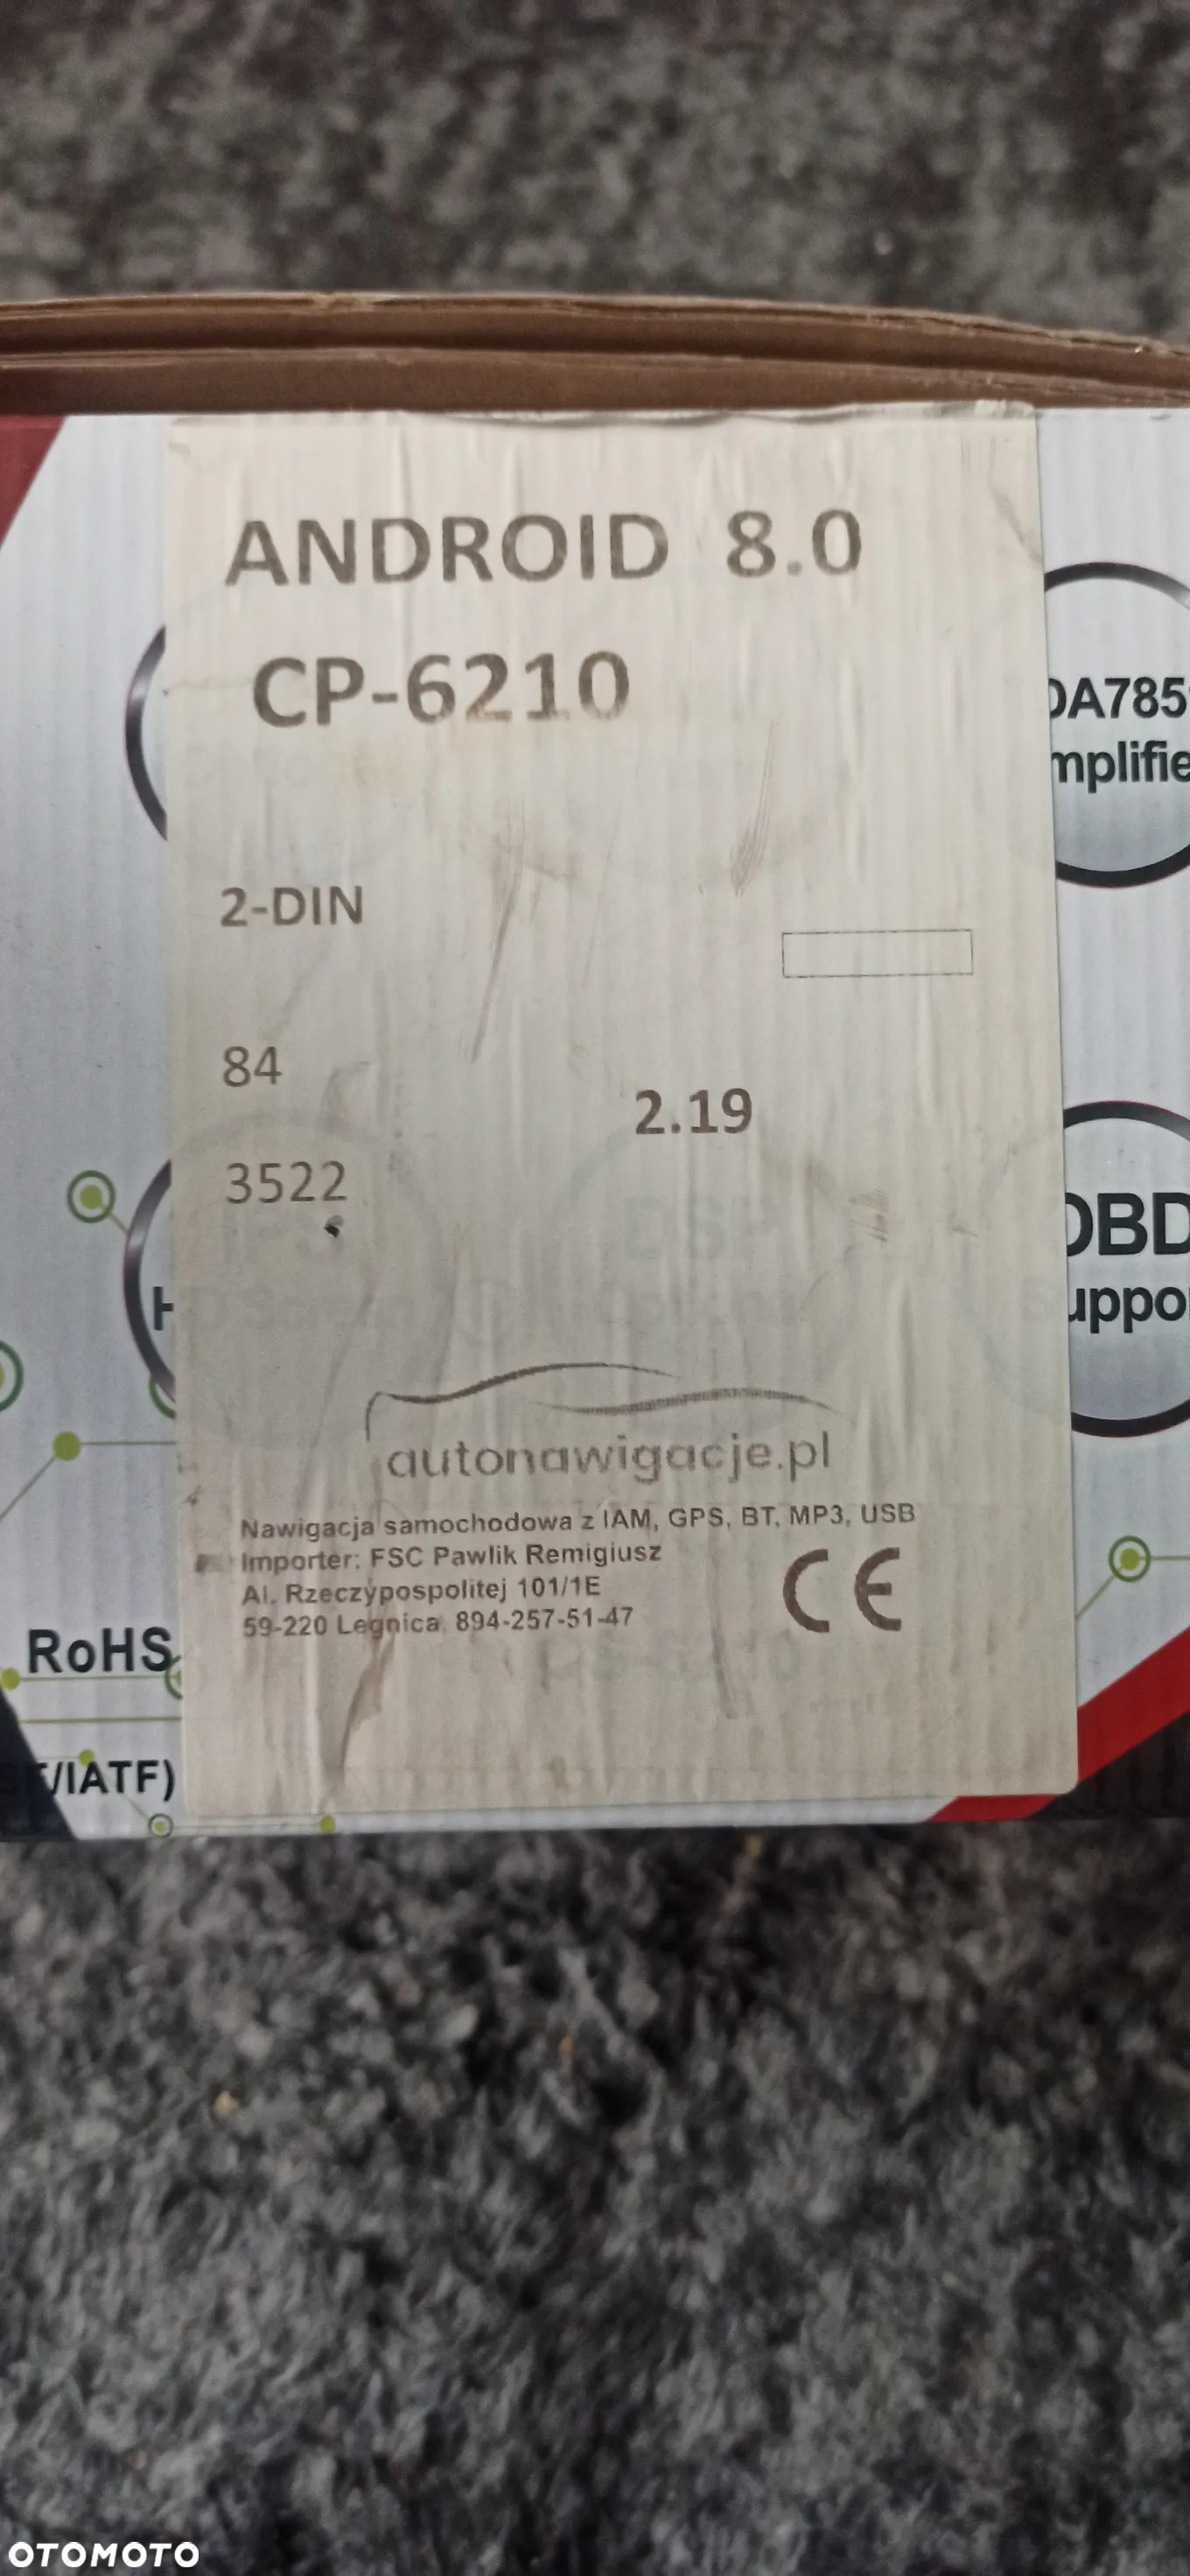 ANDROID 8.0
CP-6210
DA785
mplifie
2-DIN
84
2.19
3522
OBD
uppor
autonawigacje.pl
Nawigacja samochodowa z IAM, GPS, BT, MP3, USB
Importer: FSC Pawlik Remigiusz
Al. Rzeczypospolitej 101/1E
59-220 Legnica, 894-257-51-47
CE
RoHS
/IATF)
OTOMOTO